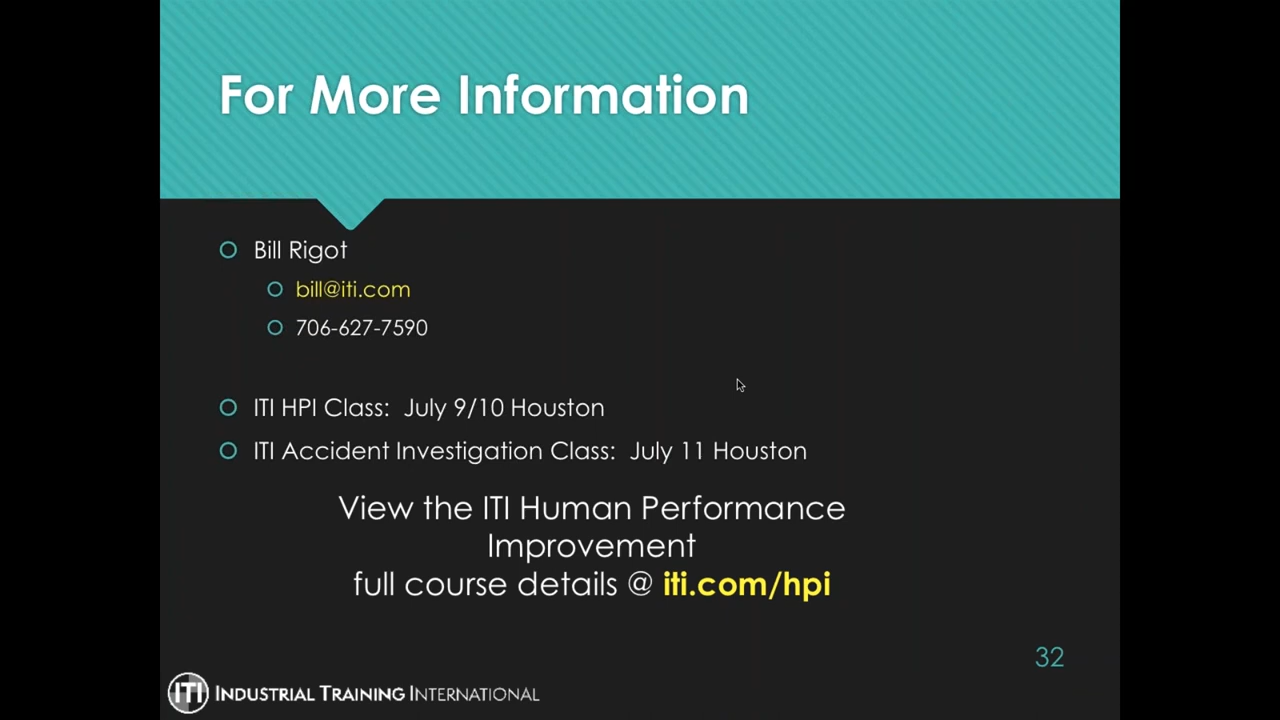 For More Information
Bill Rigot
bill@iti.com
706-627-7590
ITI HPI Class:  July 9/10 Houston
ITI Accident Investigation Class:  July 11 Houston
View the ITI Human Performance
Improvement
full course details @ iti.com/hpi
32
ITI INDUSTRIAL TRAINING INTERNATIONAL